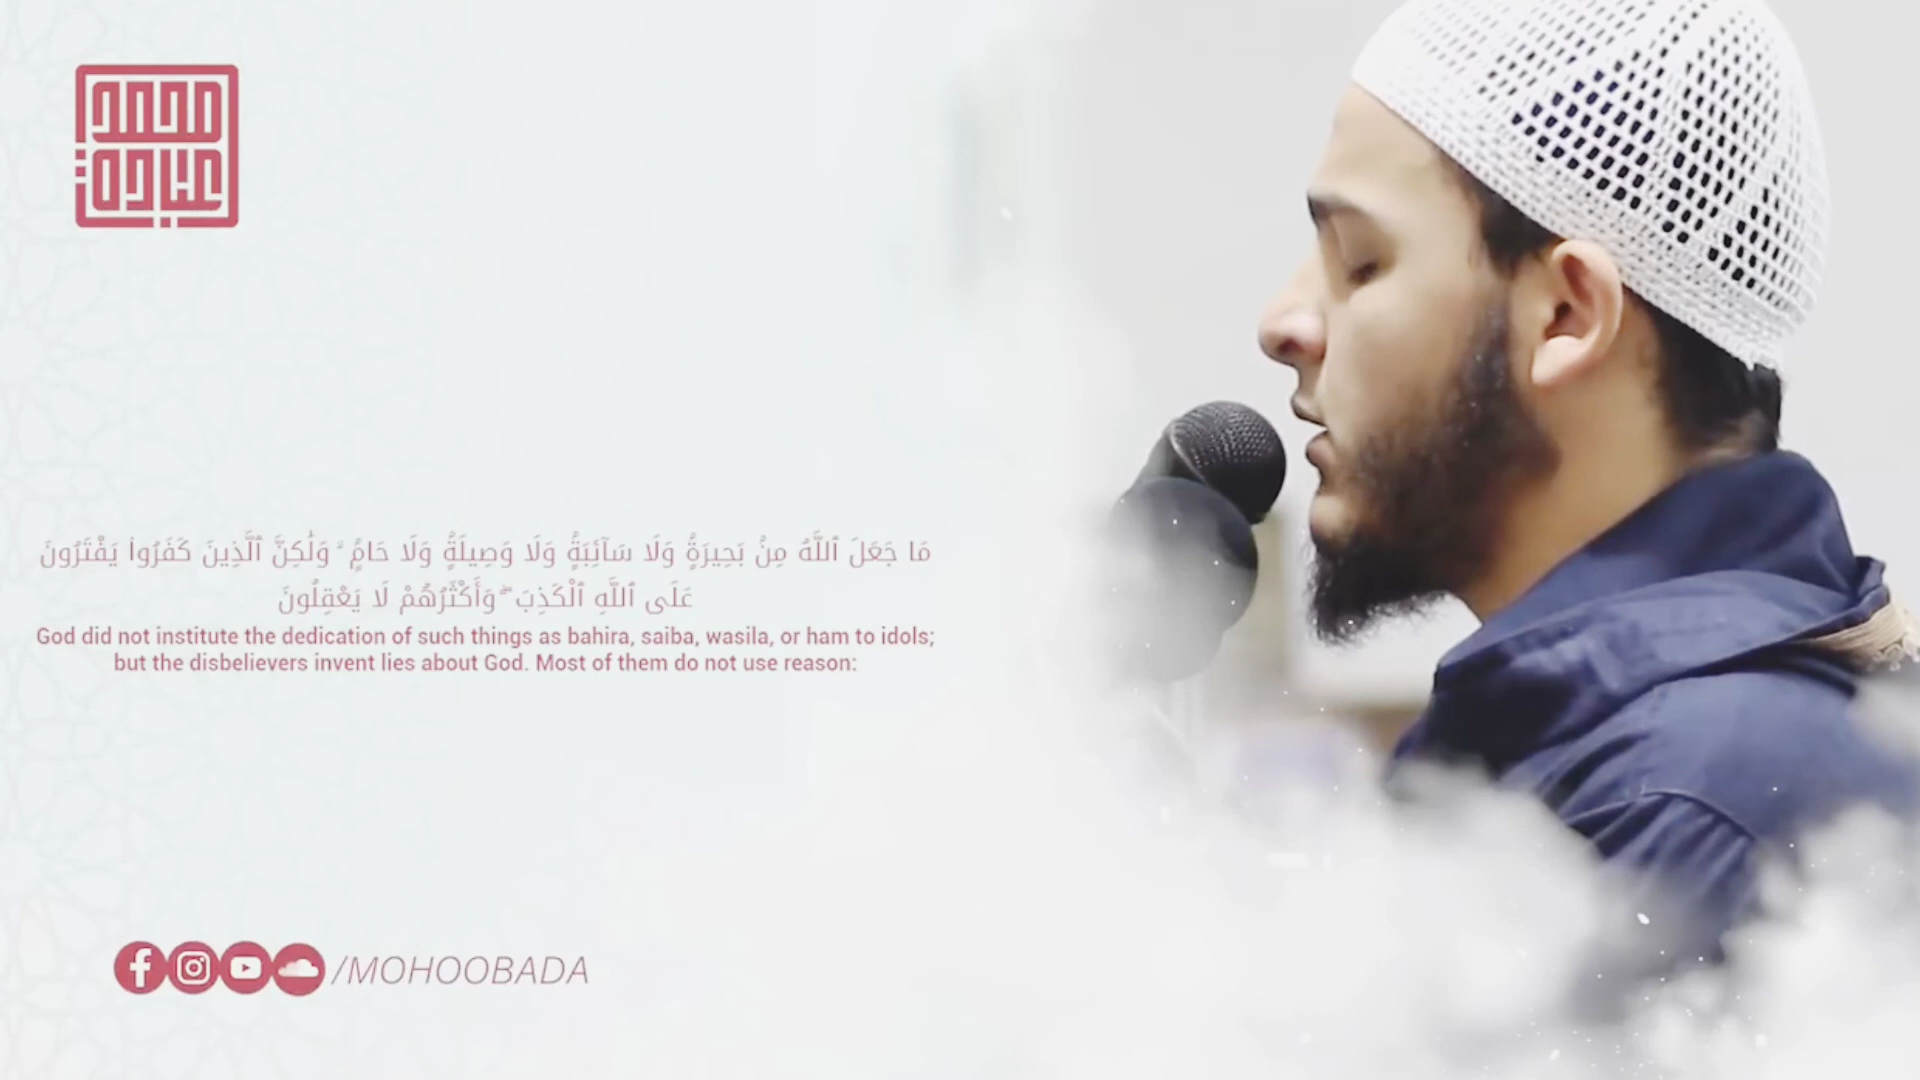 محمد
عبادة
مَا جَعَلَ ٱللَّهُ مِنۢ بَحِيرَةٍۢ وَلَا سَآئِبَةٍۢ وَلَا وَصِيلَةٍۢ وَلَا حَامٍۢ ۙ وَلَٰكِنَّ ٱلَّذِينَ كَفَرُوا۟ يَفْتَرُونَ
عَلَى ٱللَّهِ ٱلْكَذِبَ ۖ وَأَكْثَرُهُمْ لَا يَعْقِلُونَ
God did not institute the dedication of such things as bahira, saiba, wasila, or ham to idols;
but the disbelievers invent lies about God. Most of them do not use reason:
/MOHOOBADA